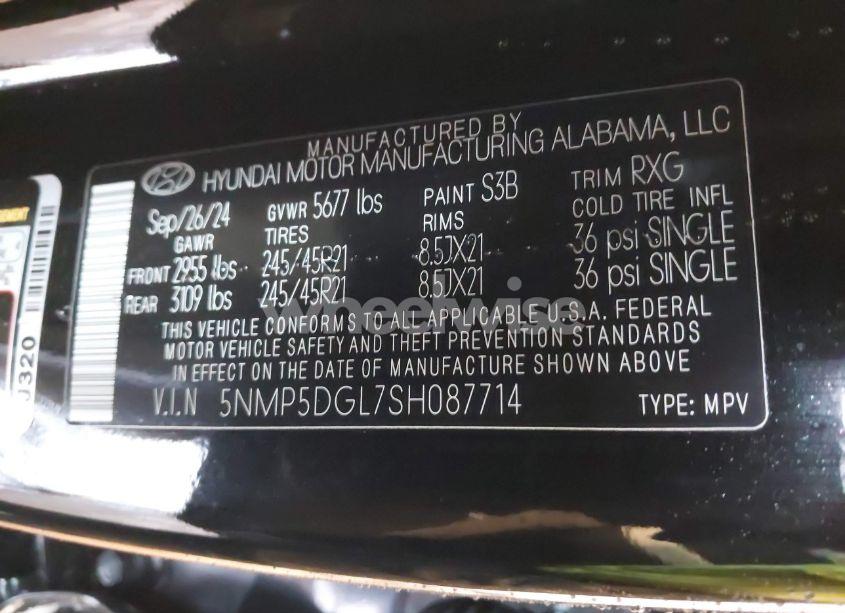 MANUFACTURED BY
HYUNDAI MOTOR MANUFACTURING ALABAMA, LLC
Sep/26/24 GVWR 5677 lbs PAINT S3B TRIM RXG
GAWR TIRES RIMS COLD TIRE INFL
FRONT 2955 lbs 245/45R21 8.5JX21 36 psi SINGLE
REAR 3109 lbs 245/45R21 8.5JX21 36 psi SINGLE
wheelwise
THIS VEHICLE CONFORMS TO ALL APPLICABLE U.S.A. FEDERAL
MOTOR VEHICLE SAFETY AND THEFT PREVENTION STANDARDS
IN EFFECT ON THE DATE OF MANUFACTURE SHOWN ABOVE
V.I.N 5NMP5DGL7SH087714 TYPE: MPV